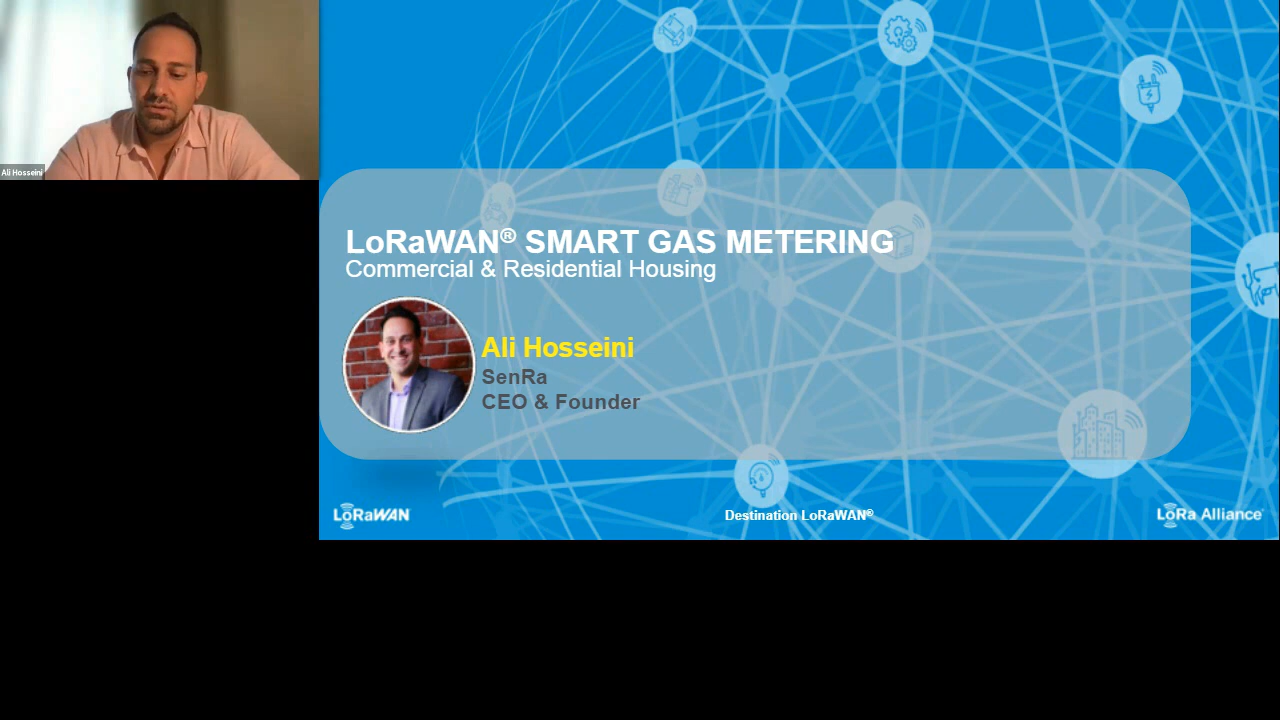 Ali Hosseini
LoRaWAN® SMART GAS METERING
Commercial & Residential Housing
Ali Hosseini
SenRa
CEO & Founder
LoRaWAN
Destination LoRaWAN®
LoRa Alliance